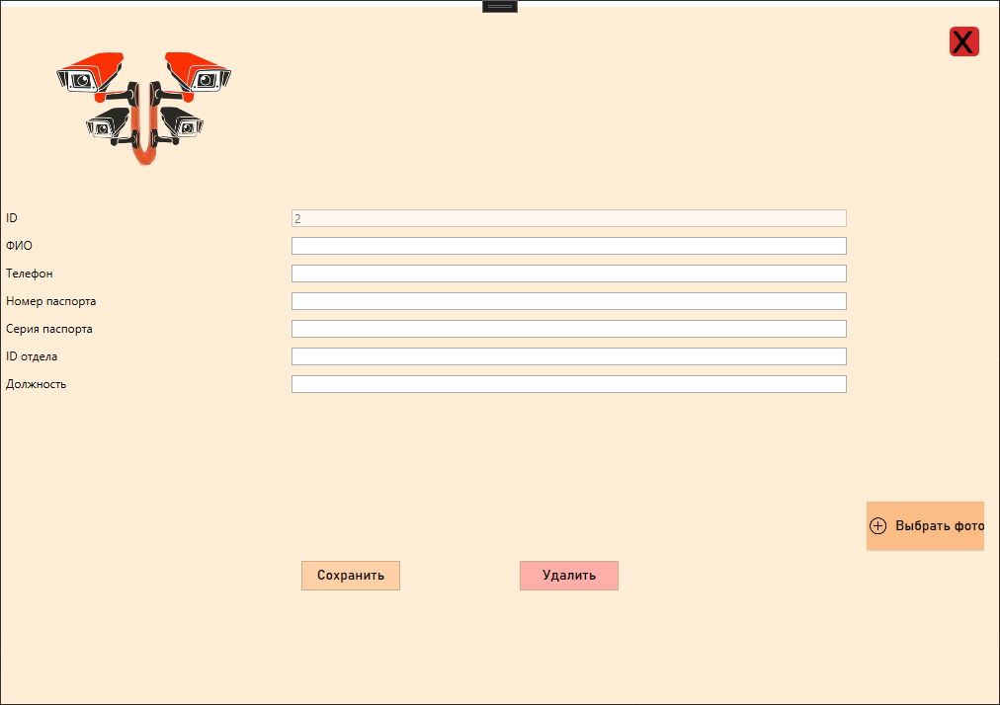 X
ID
2
ФИО
Телефон
Номер паспорта
Серия паспорта
ID отдела
Должность
Выбрать фото
Сохранить
Удалить